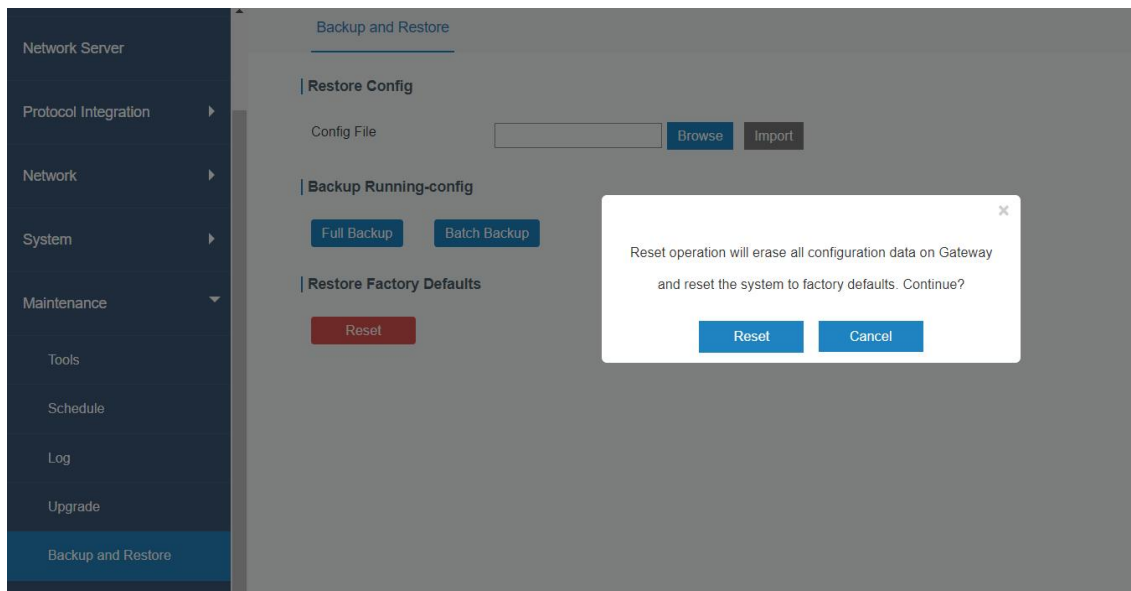 Network Server
Protocol Integration
Network
System
Maintenance
Tools
Schedule
Log
Upgrade
Backup and Restore
Backup and Restore
Restore Config
Config File
Browse
Import
Backup Running-config
Full Backup
Batch Backup
Restore Factory Defaults
Reset
Reset operation will erase all configuration data on Gateway
and reset the system to factory defaults. Continue?
Reset
Cancel